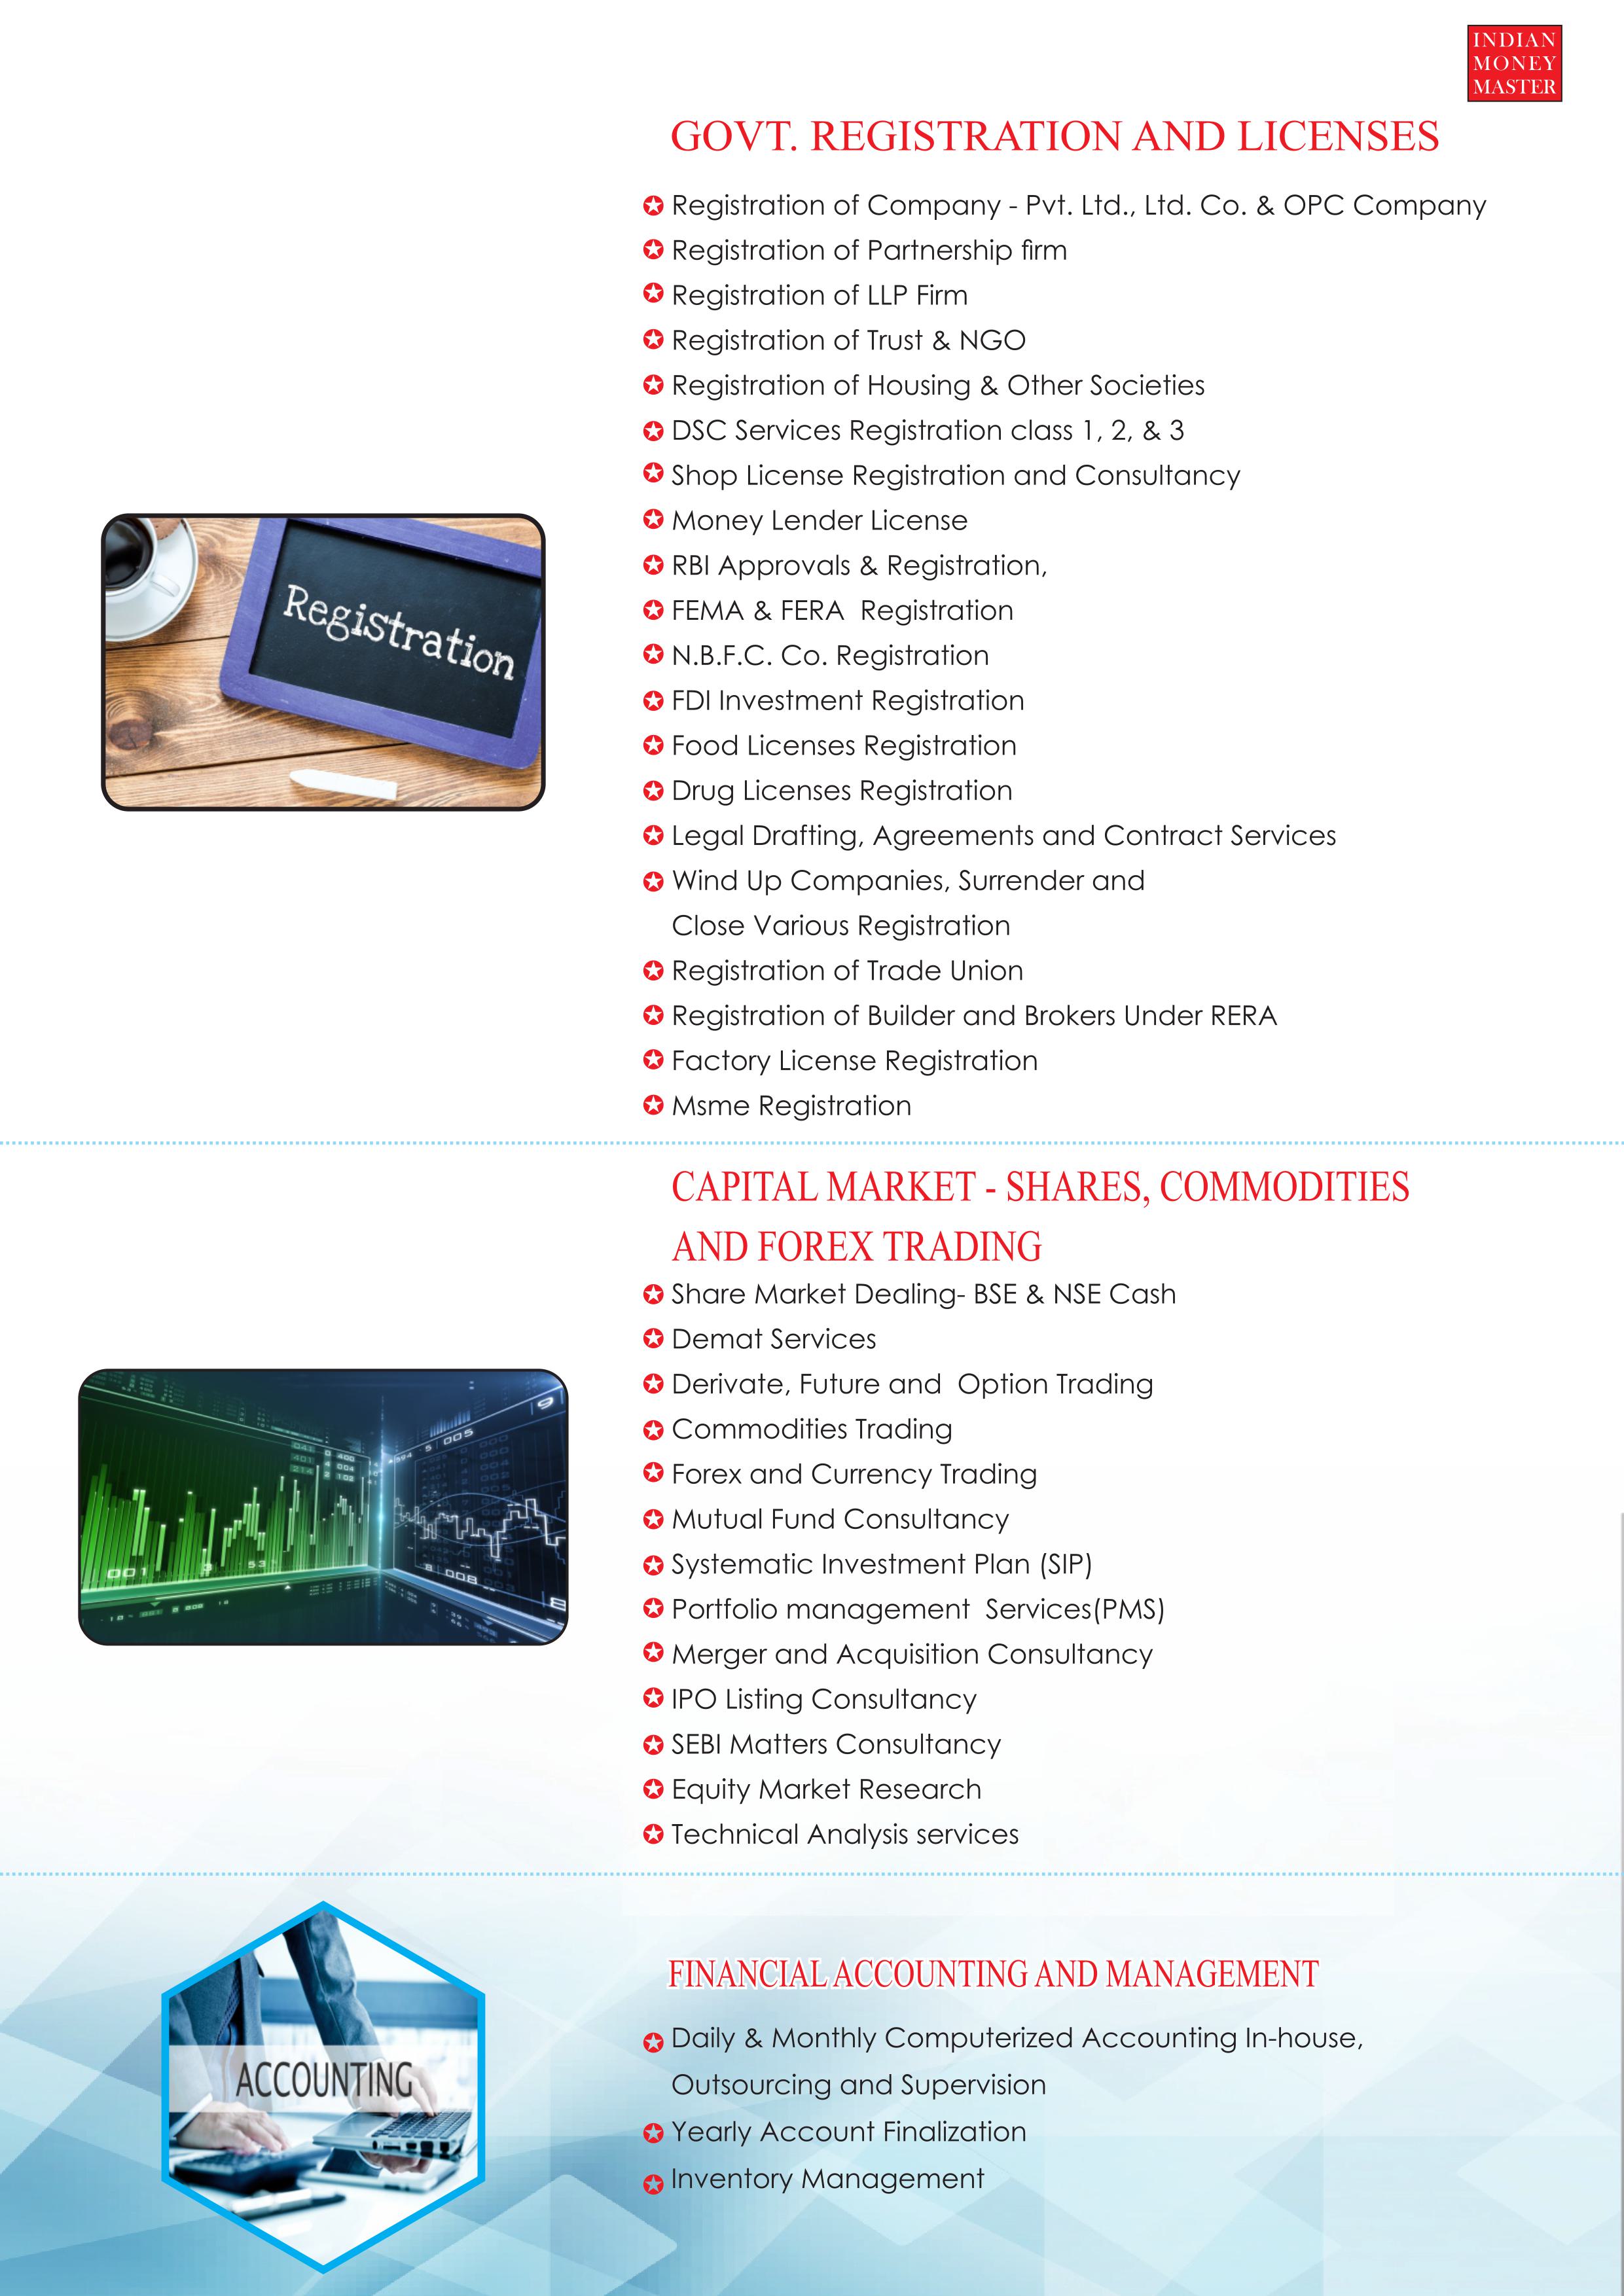 INDIAN
MONEY
MASTER
GOVT. REGISTRATION AND LICENSES
Registration of Company - Pvt. Ltd., Ltd. Co. & OPC Company
Registration of Partnership firm
Registration of LLP Firm
Registration of Trust & NGO
Registration of Housing & Other Societies
DSC Services Registration class 1, 2, & 3
Shop License Registration and Consultancy
Money Lender License
RBI Approvals & Registration,
FEMA & FERA  Registration
N.B.F.C. Co. Registration
FDI Investment Registration
Food Licenses Registration
Drug Licenses Registration
Legal Drafting, Agreements and Contract Services
Wind Up Companies, Surrender and
Close Various Registration
Registration of Trade Union
Registration of Builder and Brokers Under RERA
Factory License Registration
Msme Registration
Registration
CAPITAL MARKET - SHARES, COMMODITIES
AND FOREX TRADING
Share Market Dealing- BSE & NSE Cash
Demat Services
Derivate, Future and  Option Trading
Commodities Trading
Forex and Currency Trading
Mutual Fund Consultancy
Systematic Investment Plan (SIP)
Portfolio management  Services(PMS)
Merger and Acquisition Consultancy
IPO Listing Consultancy
SEBI Matters Consultancy
Equity Market Research
Technical Analysis services
FINANCIAL ACCOUNTING AND MANAGEMENT
Daily & Monthly Computerized Accounting In-house,
Outsourcing and Supervision
Yearly Account Finalization
Inventory Management
ACCOUNTING